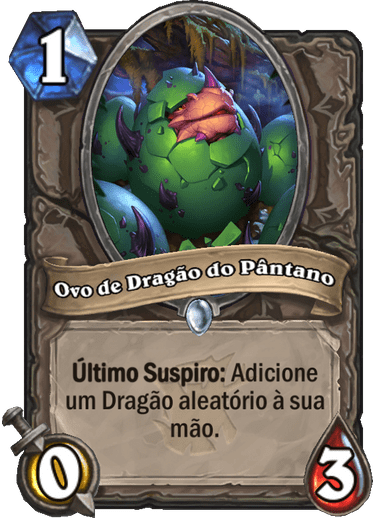 1
Ovo de Dragão do Pântano
Último Suspiro: Adicione
um Dragão aleatório à sua
mão.
0
3